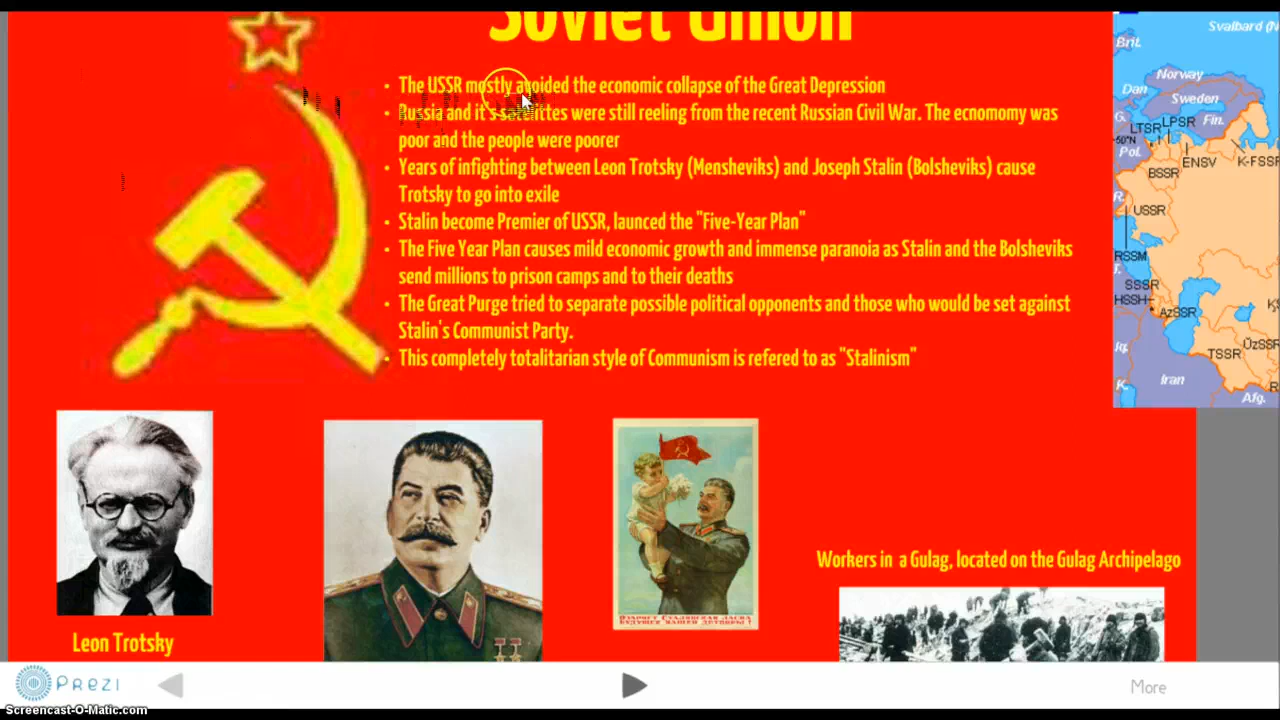 Soviet Union
• The USSR mostly avoided the economic collapse of the Great Depression
• Russia and it's satelittes were still reeling from the recent Russian Civil War. The ecnomomy was
poor and the people were poorer
• Years of infighting between Leon Trotsky (Mensheviks) and Joseph Stalin (Bolsheviks) cause
Trotsky to go into exile
• Stalin become Premier of USSR, launced the "Five-Year Plan"
• The Five Year Plan causes mild economic growth and immense paranoia as Stalin and the Bolsheviks
send millions to prison camps and to their deaths
• The Great Purge tried to separate possible political opponents and those who would be set against
Stalin's Communist Party.
• This completely totalitarian style of Communism is refered to as "Stalinism"
Svalbard (N
Brit.
Norway
Dan
Sweden
G.
Fin.
LTSR
LPSR
50°N
Pol.
ENSV
K-FSSR
BSSR
R.
USSR
RSSM
T.
SSSR
HSSH
AzSSR
Iq.
TSSR
ÜzSSR
K.
Iran
Afg.
Leon Trotsky
Workers in a Gulag, located on the Gulag Archipelago
Prezi
More
Screencast-O-Matic.com